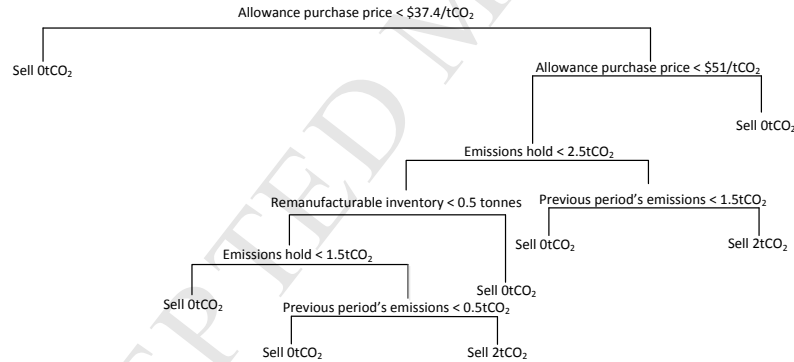 Allowance purchase price < $37.4/tCO₂
Sell 0tCO₂
Allowance purchase price < $51/tCO₂
Sell 0tCO₂
Emissions hold < 2.5tCO₂
Remanufacturable inventory < 0.5 tonnes
Previous period's emissions < 1.5tCO₂
Sell 0tCO₂
Sell 2tCO₂
Emissions hold < 1.5tCO₂
Sell 0tCO₂
Sell 0tCO₂
Previous period's emissions < 0.5tCO₂
Sell 0tCO₂
Sell 2tCO₂
EPTED M